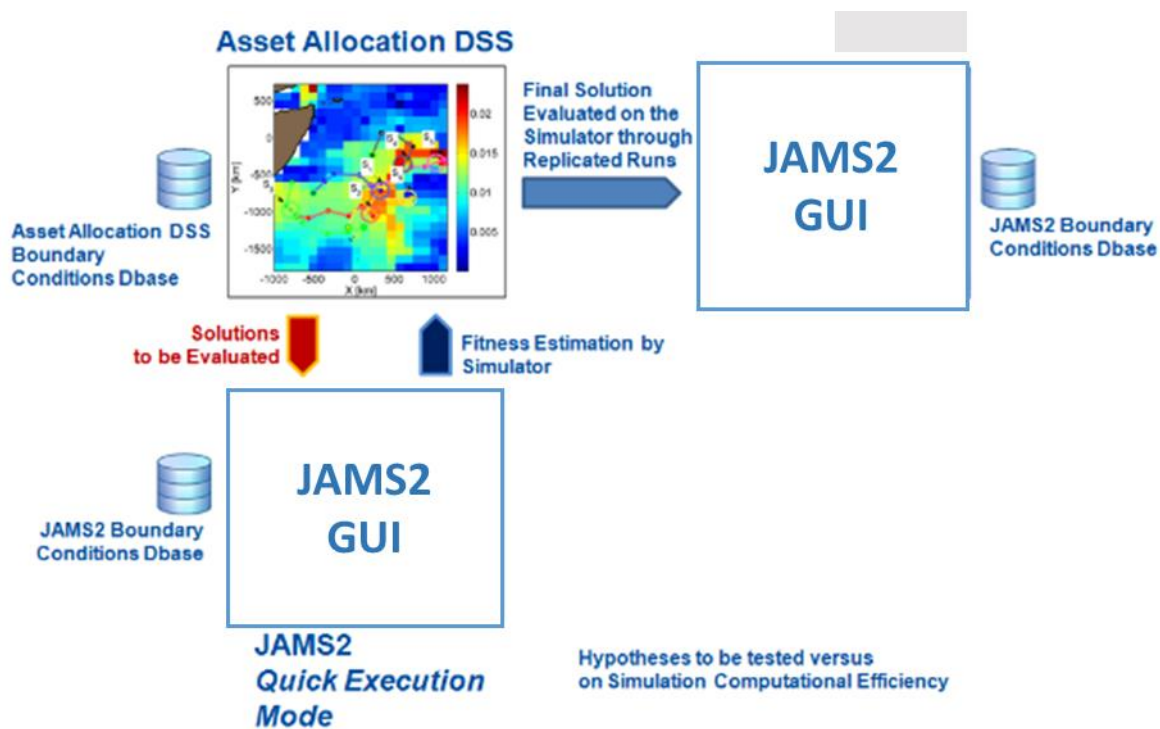 Asset Allocation DSS
500
0
-500
-1000
-1500
Y [km]
-1000
-500
0
500
1000
X [km]
0.02
0.015
0.01
0.005
Final Solution
Evaluated on the
Simulator through
Replicated Runs
JAMS2
GUI
Asset Allocation DSS
Boundary
Conditions Dbase
JAMS2 Boundary
Conditions Dbase
Solutions
to be Evaluated
Fitness Estimation by
Simulator
JAMS2
GUI
JAMS2 Boundary
Conditions Dbase
JAMS2
Quick Execution
Mode
Hypotheses to be tested versus
on Simulation Computational Efficiency